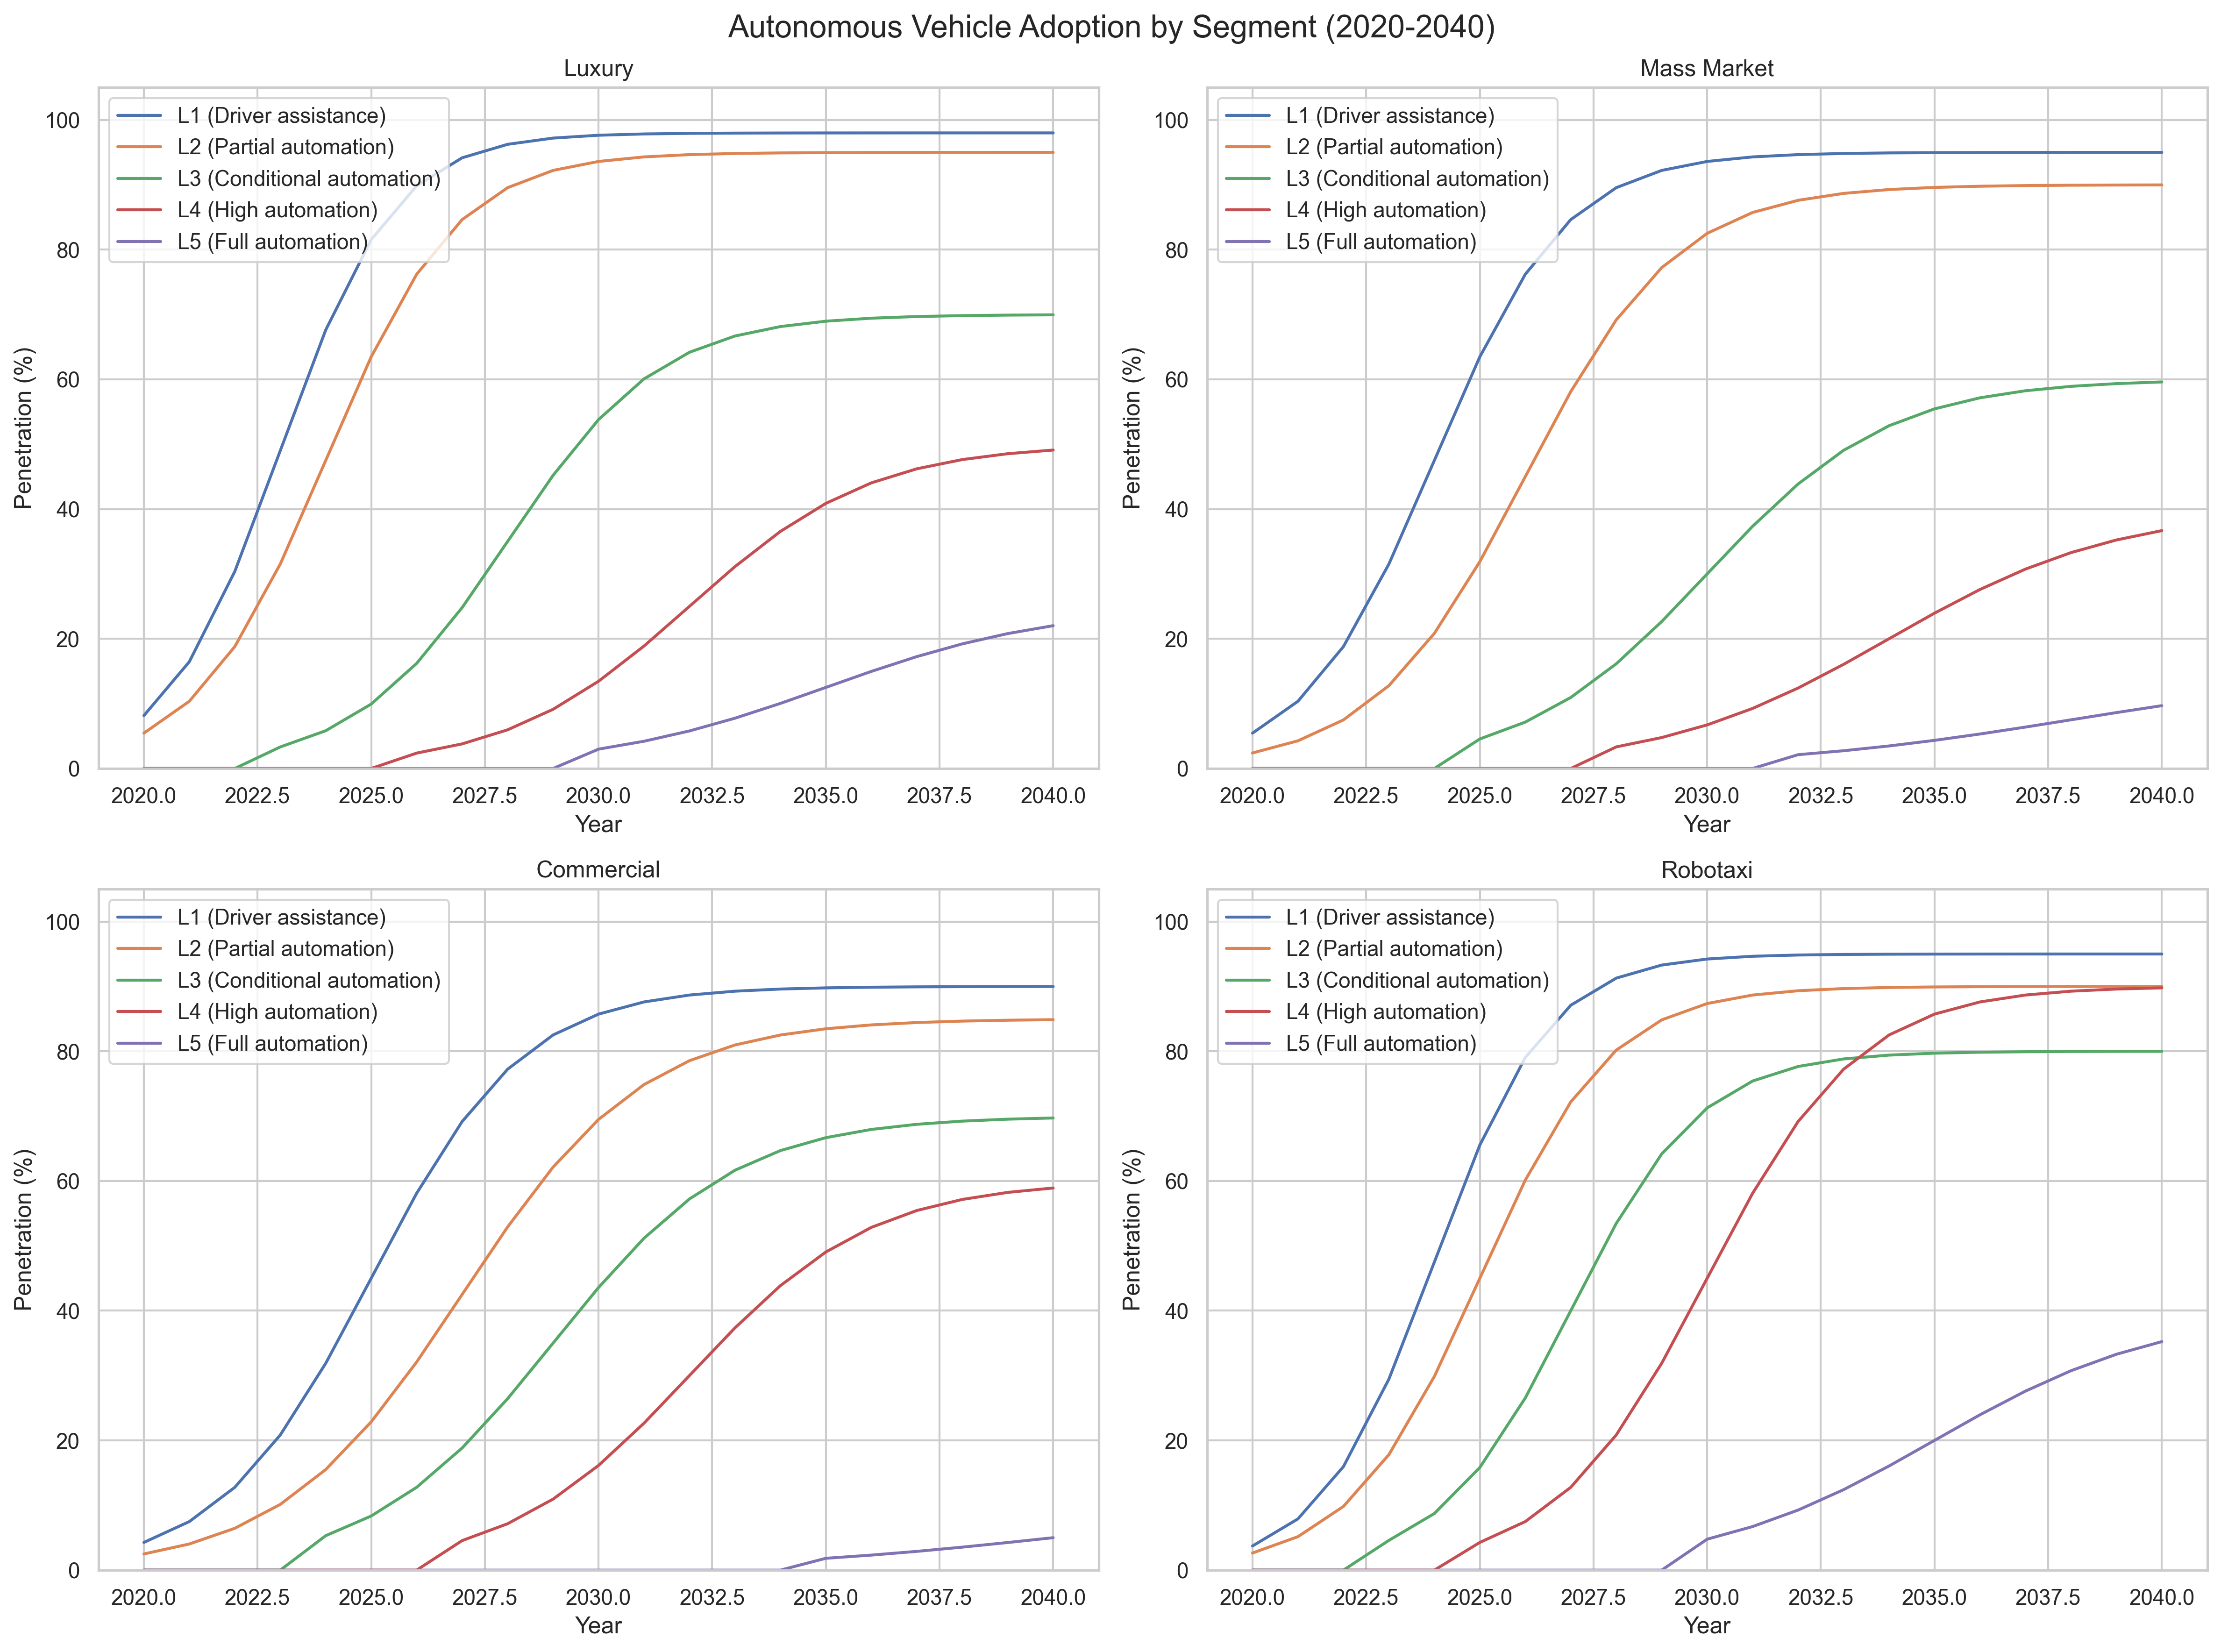 Autonomous Vehicle Adoption by Segment (2020-2040)
Luxury
L1 (Driver assistance)
L2 (Partial automation)
L3 (Conditional automation)
L4 (High automation)
L5 (Full automation)
Penetration (%)
100
80
60
40
20
0
2020.0 2022.5 2025.0 2027.5 2030.0 2032.5 2035.0 2037.5 2040.0
Year
Mass Market
L1 (Driver assistance)
L2 (Partial automation)
L3 (Conditional automation)
L4 (High automation)
L5 (Full automation)
Penetration (%)
100
80
60
40
20
0
2020.0 2022.5 2025.0 2027.5 2030.0 2032.5 2035.0 2037.5 2040.0
Year
Commercial
L1 (Driver assistance)
L2 (Partial automation)
L3 (Conditional automation)
L4 (High automation)
L5 (Full automation)
Penetration (%)
100
80
60
40
20
0
2020.0 2022.5 2025.0 2027.5 2030.0 2032.5 2035.0 2037.5 2040.0
Year
Robotaxi
L1 (Driver assistance)
L2 (Partial automation)
L3 (Conditional automation)
L4 (High automation)
L5 (Full automation)
Penetration (%)
100
80
60
40
20
0
2020.0 2022.5 2025.0 2027.5 2030.0 2032.5 2035.0 2037.5 2040.0
Year